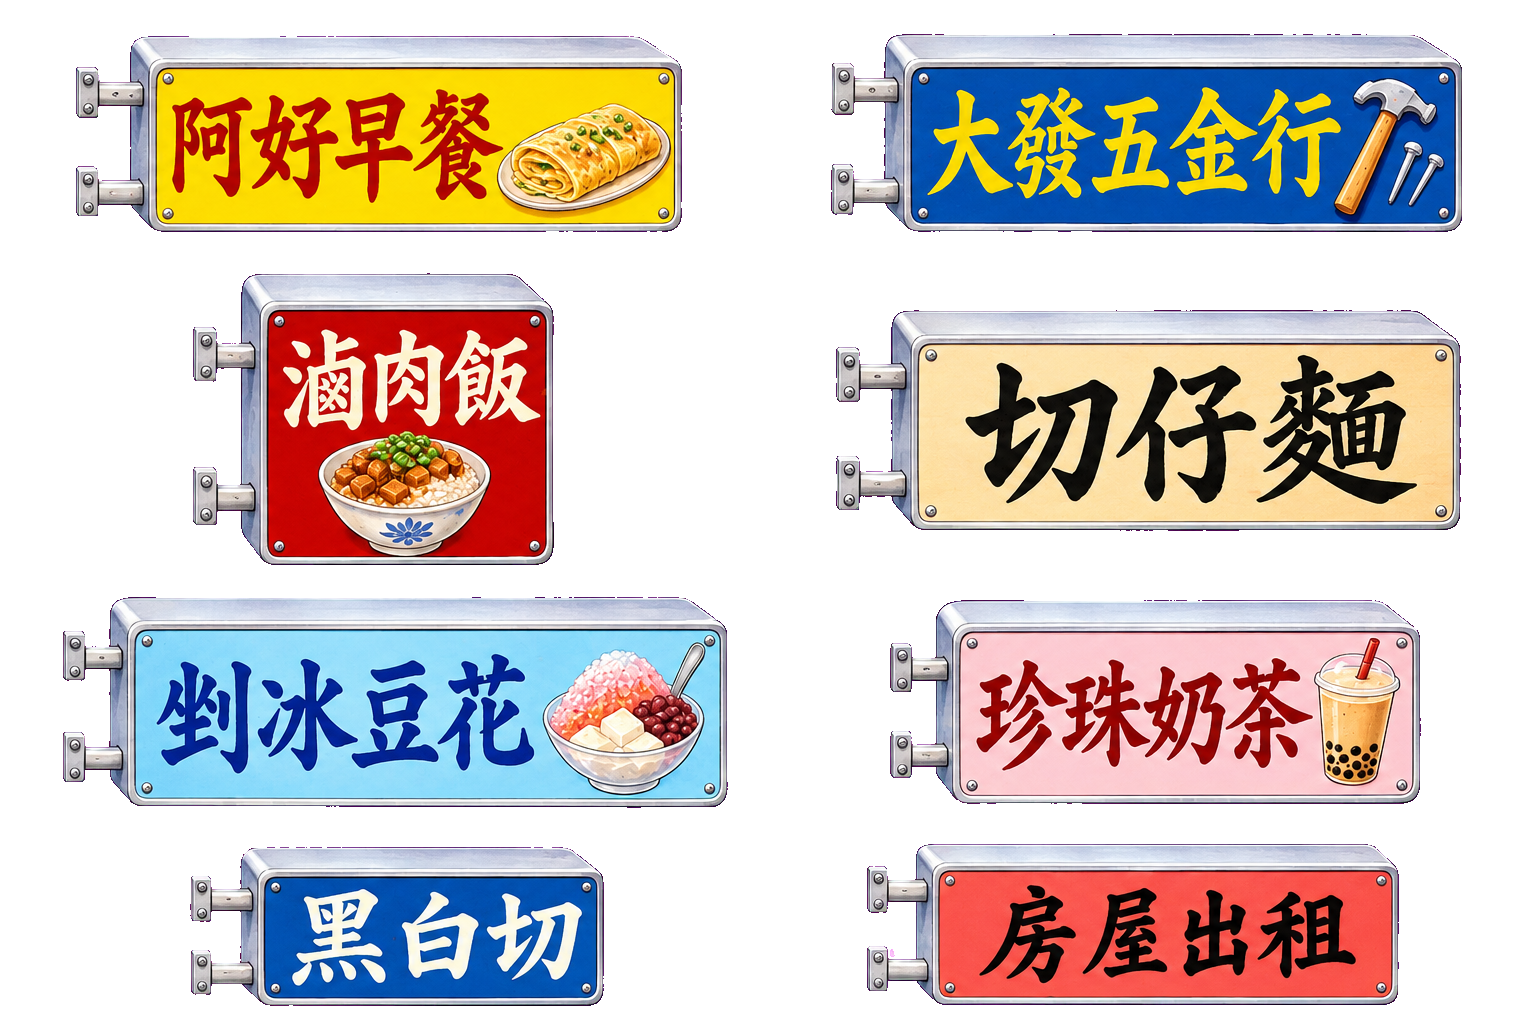 阿好早餐
大發五金行
滷肉飯
切仔麵
剉冰豆花
珍珠奶茶
黑白切
房屋出租